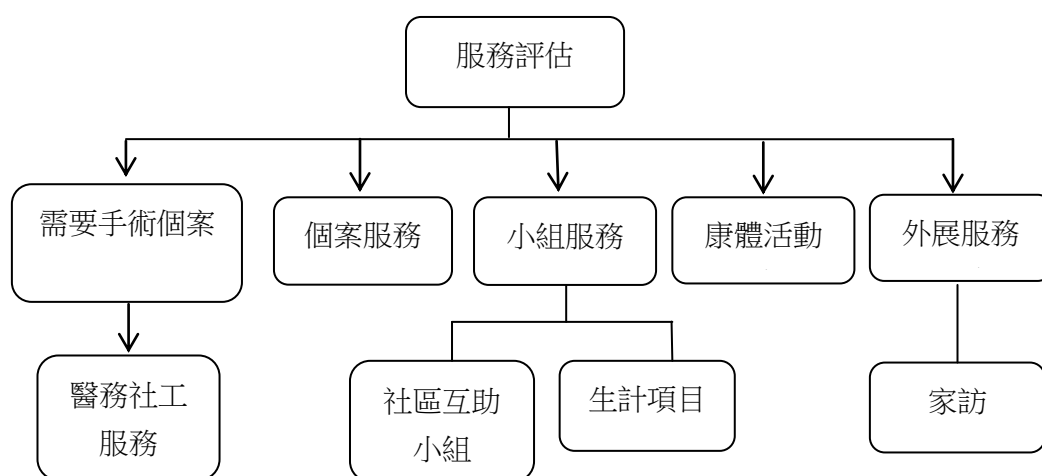 服務評估
需要手術個案
個案服務
小組服務
康體活動
外展服務
醫務社工
服務
社區互助
小組
生計項目
家訪